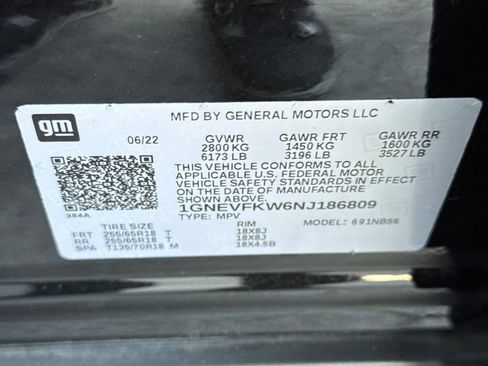 gm
MFD BY GENERAL MOTORS LLC
06/22 GVWR GAWR FRT GAWR RR
2800 KG 1450 KG 1600 KG
6173 LB 3196 LB 3527 LB
THIS VEHICLE CONFORMS TO ALL
APPLICABLE U.S. FEDERAL MOTOR
VEHICLE SAFETY STANDARDS IN EFFECT
ON THE DATE OF MANUFACTURE
SHOWN ABOVE.
1GNEVFKW6NJ186809
TYPE: MPV MODEL: 691NB56
384A
TIRE SIZE RIM
FRT 255/65R18 T 18X8J
RR 255/65R18 T 18X8J
SPA T135/70R18 M 18X4.5B